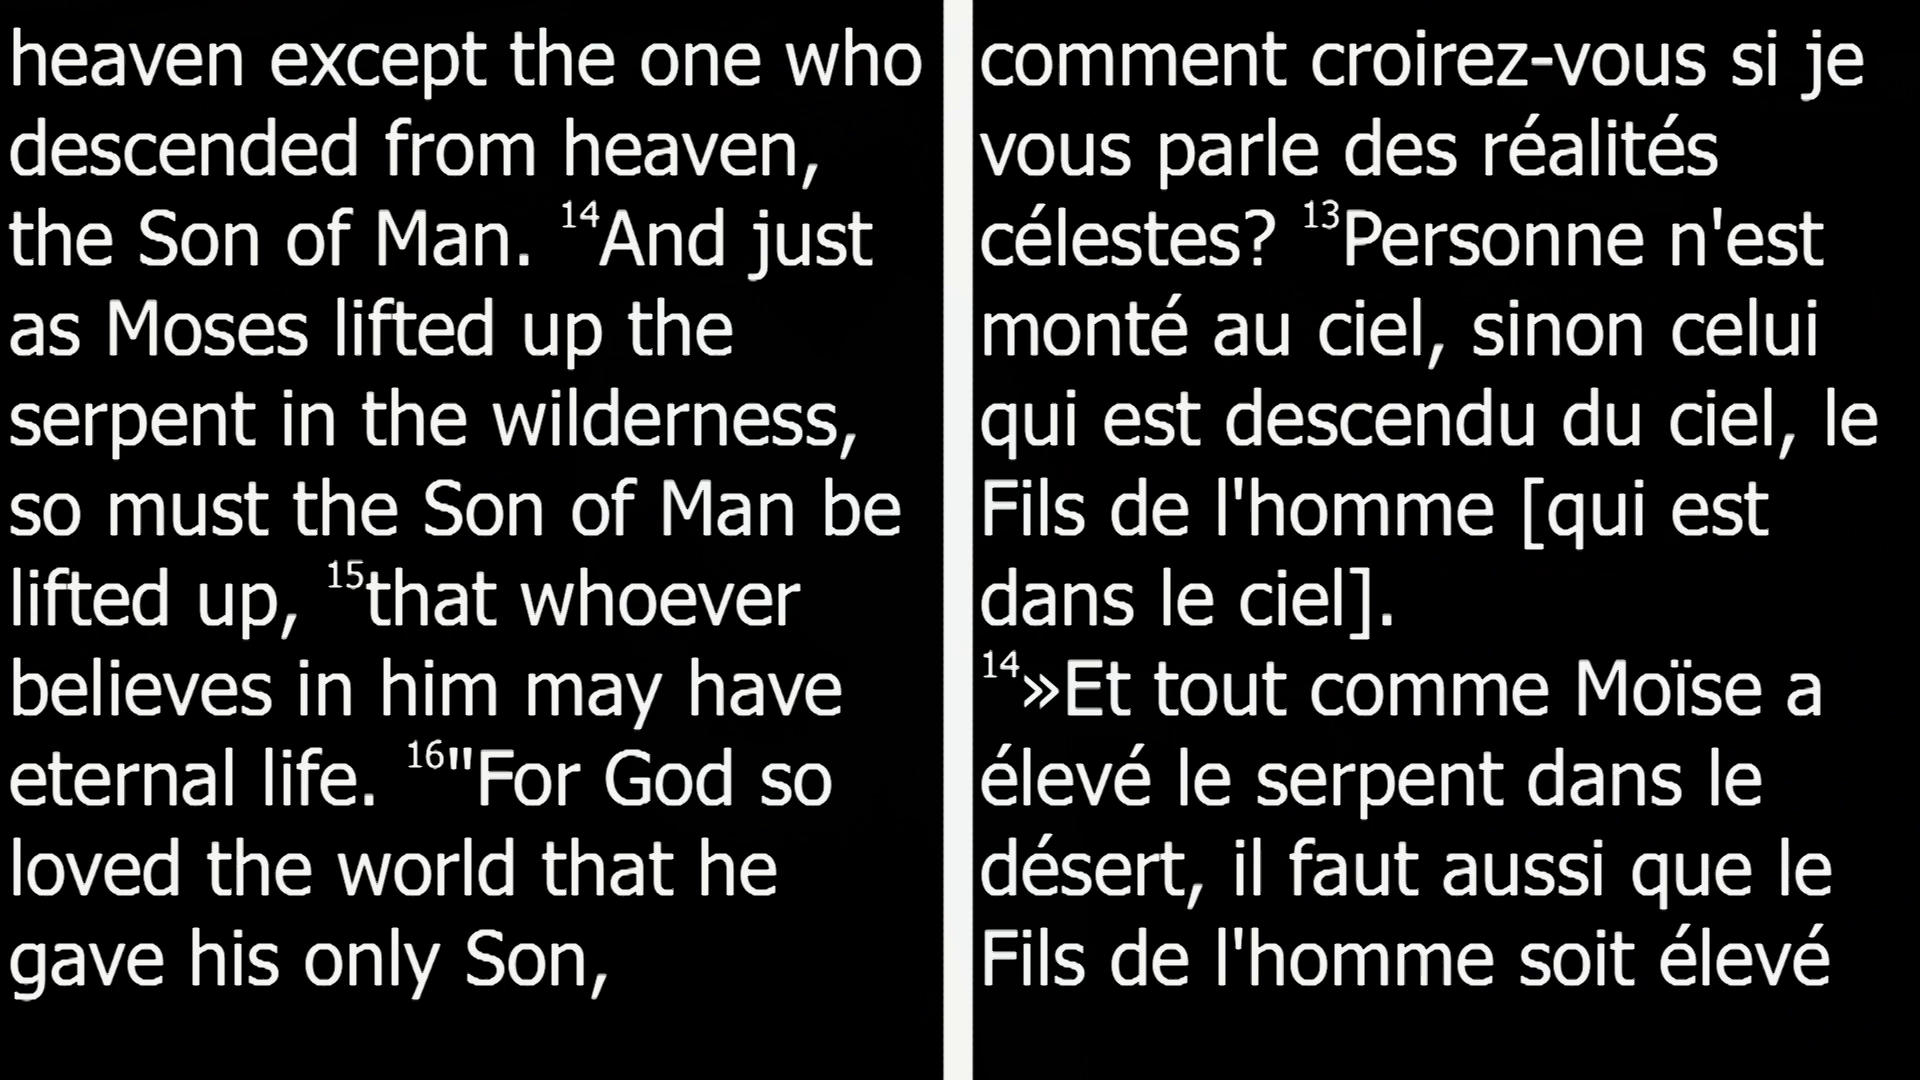 heaven except the one who
descended from heaven,
the Son of Man. 14And just
as Moses lifted up the
serpent in the wilderness,
so must the Son of Man be
lifted up, 15that whoever
believes in him may have
eternal life. 16"For God so
loved the world that he
gave his only Son,
comment croirez-vous si je
vous parle des réalités
célestes? 13Personne n'est
monté au ciel, sinon celui
qui est descendu du ciel, le
Fils de l'homme [qui est
dans le ciel].
14»Et tout comme Moïse a
élevé le serpent dans le
désert, il faut aussi que le
Fils de l'homme soit élevé